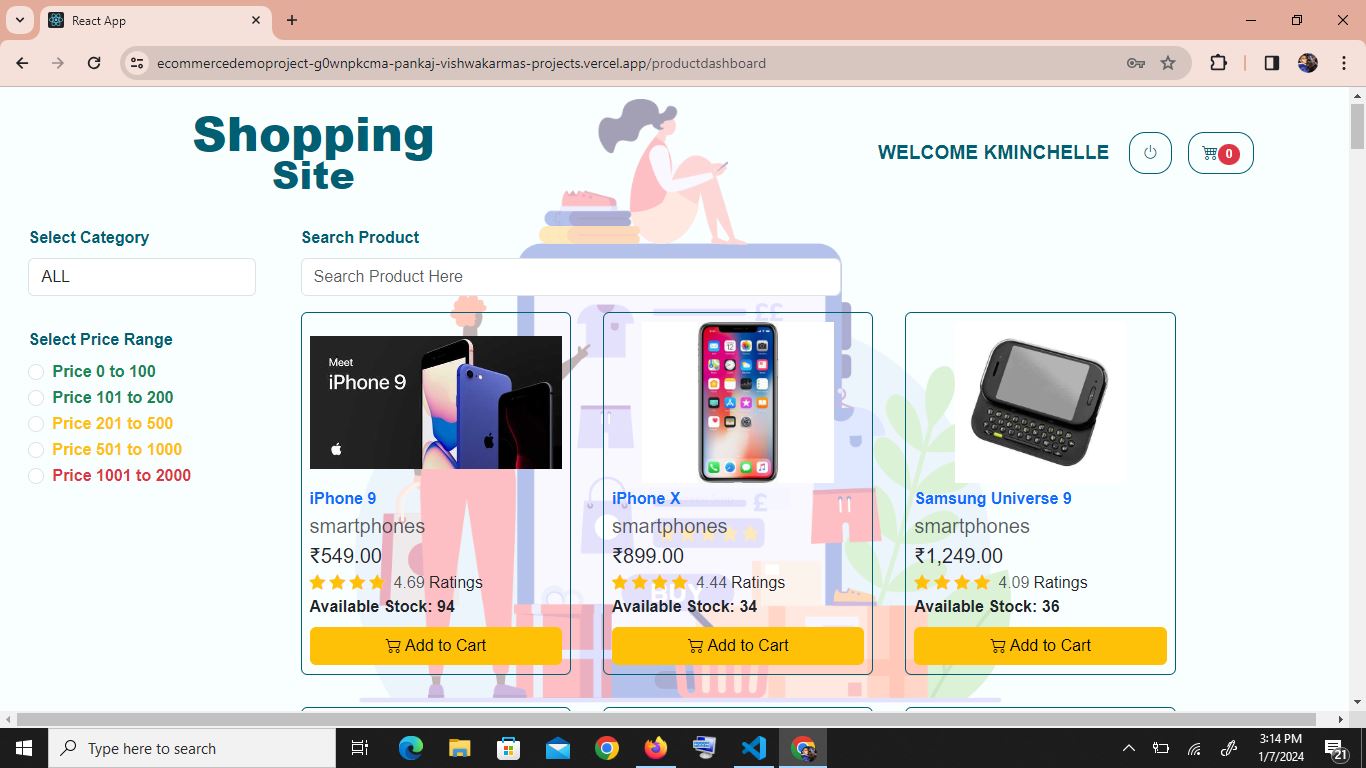 React App
ecommercedemoproject-g0wnpkcma-pankaj-vishwakarmas-projects.vercel.app/productdashboard
Shopping
Site
WELCOME KMINCHELLE
0
Select Category
ALL
Search Product
Search Product Here
Select Price Range
Price 0 to 100
Price 101 to 200
Price 201 to 500
Price 501 to 1000
Price 1001 to 2000
Meet
iPhone 9
iPhone 9
smartphones
₹549.00
4.69 Ratings
Available Stock: 94
Add to Cart
iPhone X
smartphones
₹899.00
4.44 Ratings
Available Stock: 34
Add to Cart
Samsung Universe 9
smartphones
₹1,249.00
4.09 Ratings
Available Stock: 36
Add to Cart
££
£
BUY
Type here to search
3:14 PM
1/7/2024
21